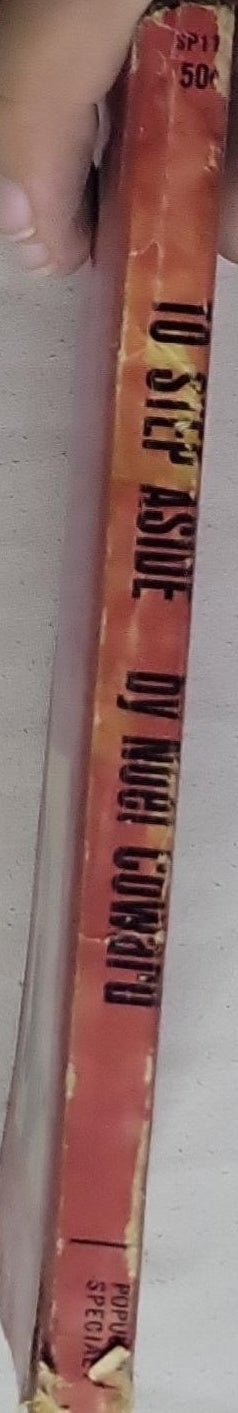 SP11
50¢
TO STEP ASIDE by Noel Coward
POPU
SPECIAL